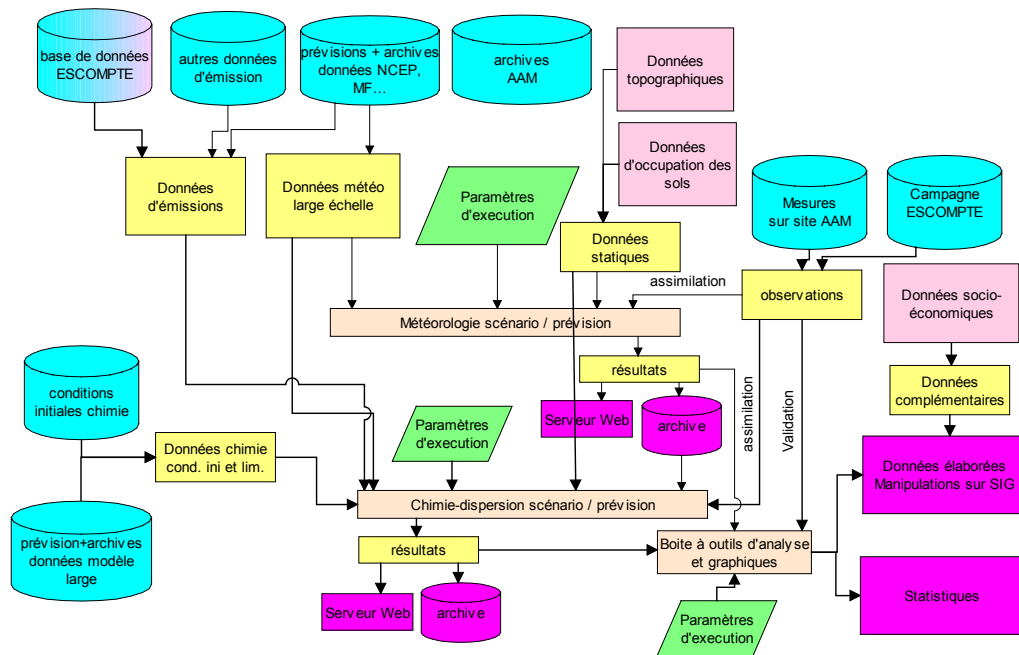 base de données
ESCOMPTE
autres données
d'émission
prévisions + archives
données NCEP,
MF...
archives
AAM
Données
topographiques
Données
d'occupation des
sols
Données
d'émissions
Données météo
large échelle
Paramètres
d'execution
Données
statiques
Mesures
sur site AAM
Campagne
ESCOMPTE
assimilation
observations
Données socio-
économiques
Météorologie scénario / prévision
résultats
Serveur Web
archive
assimilation
Validation
Données
complémentaires
conditions
initiales chimie
Données chimie
cond. ini et lim.
Paramètres
d'execution
Données élaborées
Manipulations sur SIG
Chimie-dispersion scénario / prévision
prévision+archives
données modèle
large
résultats
Boite à outils d'analyse
et graphiques
Serveur Web
archive
Paramètres
d'execution
Statistiques